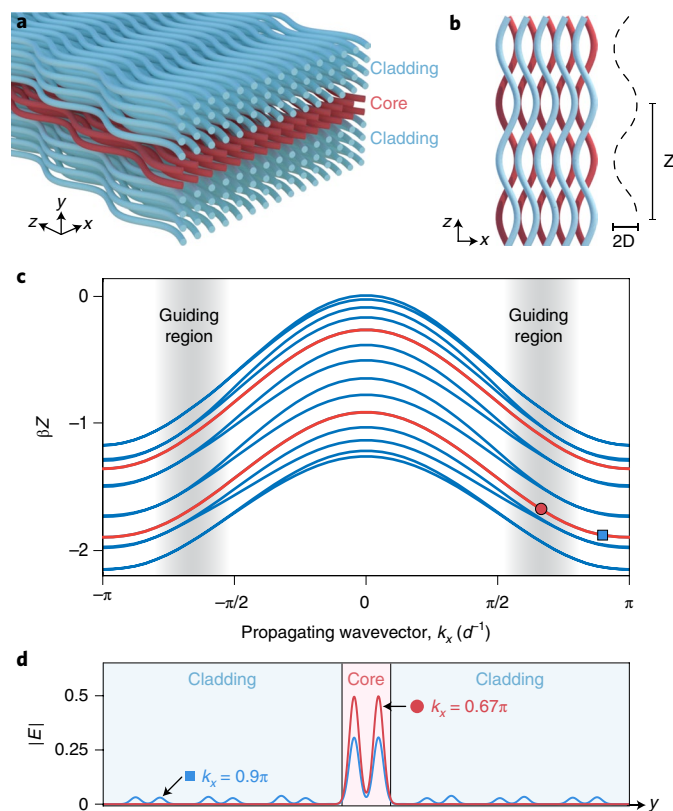 a
Cladding
Core
Cladding
y
z
x
b
Z
2D
z
x
c
0
−1
−2
βZ
Guiding
region
Guiding
region
−π
−π/2
0
π/2
π
Propagating wavevector, kₓ (d⁻¹)
d
Cladding
Core
Cladding
0.5
0.25
0
|E|
kₓ = 0.67π
kₓ = 0.9π
y